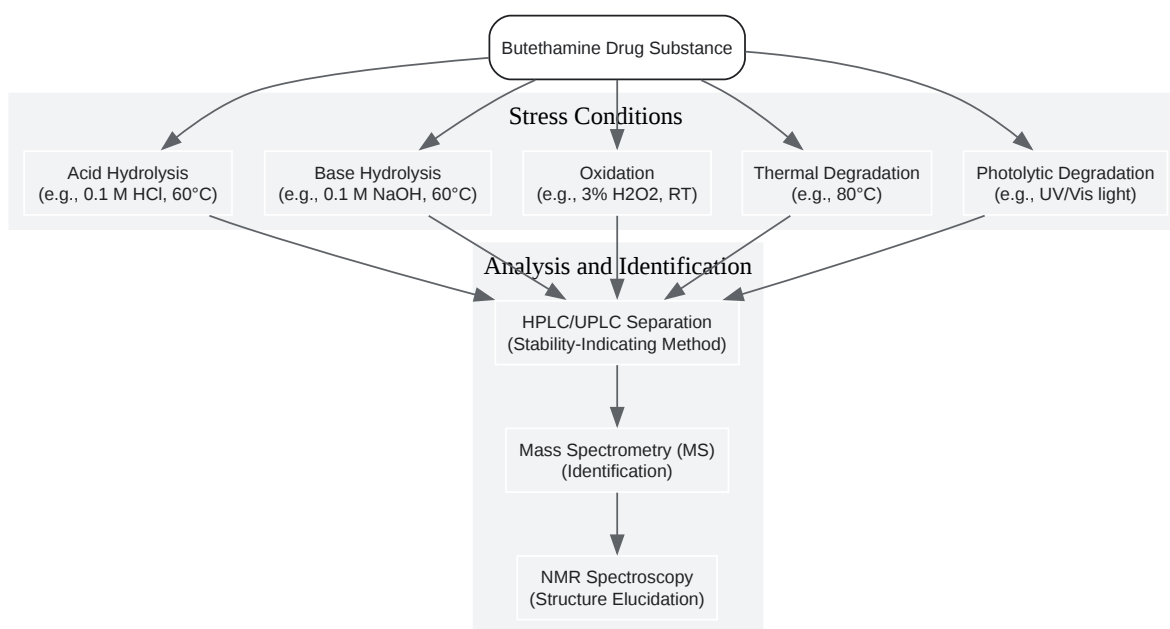 Butethamine Drug Substance
Stress Conditions
Acid Hydrolysis
(e.g., 0.1 M HCl, 60°C)
Base Hydrolysis
(e.g., 0.1 M NaOH, 60°C)
Oxidation
(e.g., 3% H2O2, RT)
Thermal Degradation
(e.g., 80°C)
Photolytic Degradation
(e.g., UV/Vis light)
Analysis and Identification
HPLC/UPLC Separation
(Stability-Indicating Method)
Mass Spectrometry (MS)
(Identification)
NMR Spectroscopy
(Structure Elucidation)